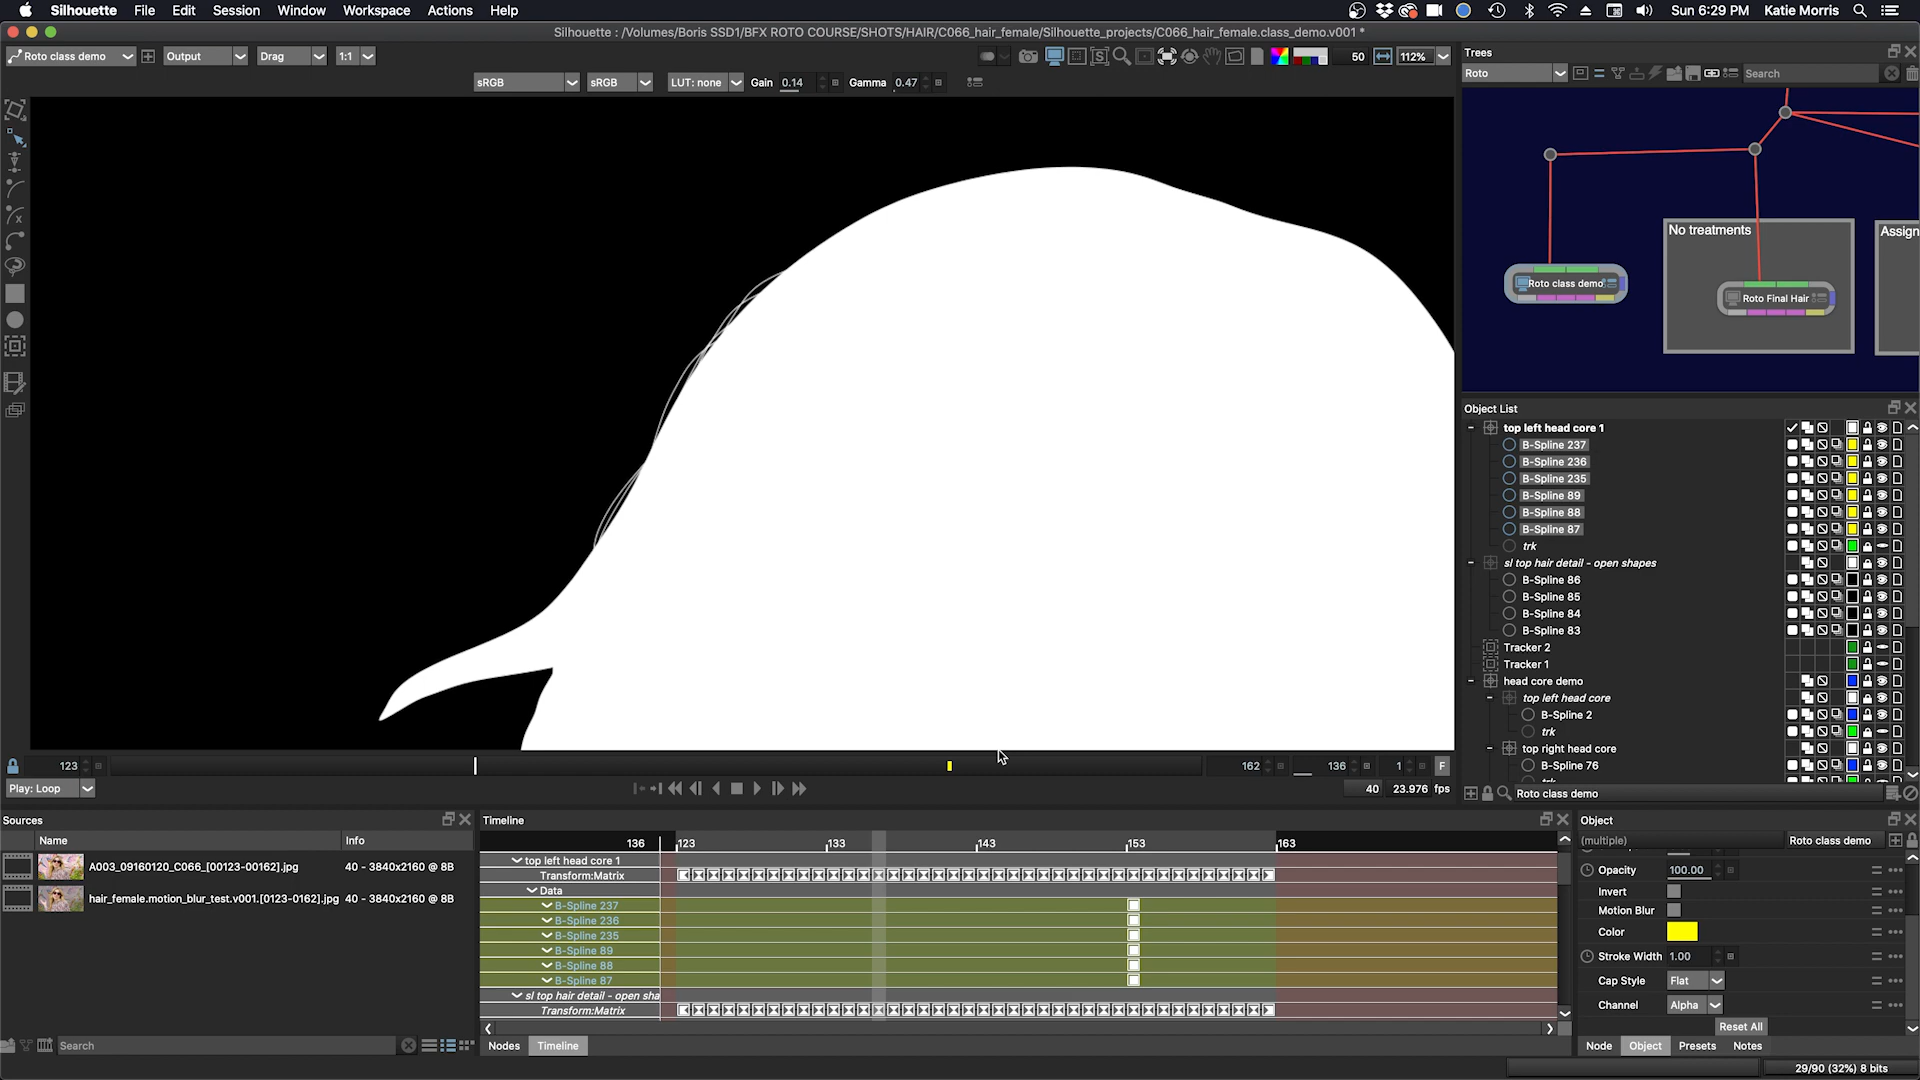 Silhouette File Edit Session Window Workspace Actions Help
Sun 6:29 PM Katie Morris
Silhouette : /Volumes/Boris SSD1/BFX ROTO COURSE/SHOTS/HAIR/C066_hair_female/Silhouette_projects/C066_hair_female.class_demo.v001 *
Roto class demo Output Drag 1:1 50 112%
sRGB sRGB LUT: none Gain 0.14 Gamma 0.47
Trees
Roto Search
No treatments
Assign
Roto class demo
Roto Final Hair
Object List
top left head core 1
B-Spline 237
B-Spline 236
B-Spline 235
B-Spline 89
B-Spline 88
B-Spline 87
trk
sl top hair detail - open shapes
B-Spline 86
B-Spline 85
B-Spline 84
B-Spline 83
Tracker 2
Tracker 1
head core demo
top left head core
B-Spline 2
trk
top right head core
B-Spline 76
Roto class demo
123 162 136 1 F
Play: Loop 40 23.976 fps
Sources
Name Info
A003_09160120_C066_[00123-00162].jpg 40 - 3840x2160 @ 8B
hair_female.motion_blur_test.v001.[0123-0162].jpg 40 - 3840x2160 @ 8B
Search
Timeline
136 123 133 143 153 163
top left head core 1
Transform:Matrix
Data
B-Spline 237
B-Spline 236
B-Spline 235
B-Spline 89
B-Spline 88
B-Spline 87
sl top hair detail - open sha
Transform:Matrix
Nodes Timeline
Object
(multiple) Roto class demo
Opacity 100.00
Invert
Motion Blur
Color
Stroke Width 1.00
Cap Style Flat
Channel Alpha
Reset All
Node Object Presets Notes
29/90 (32%) 8 bits